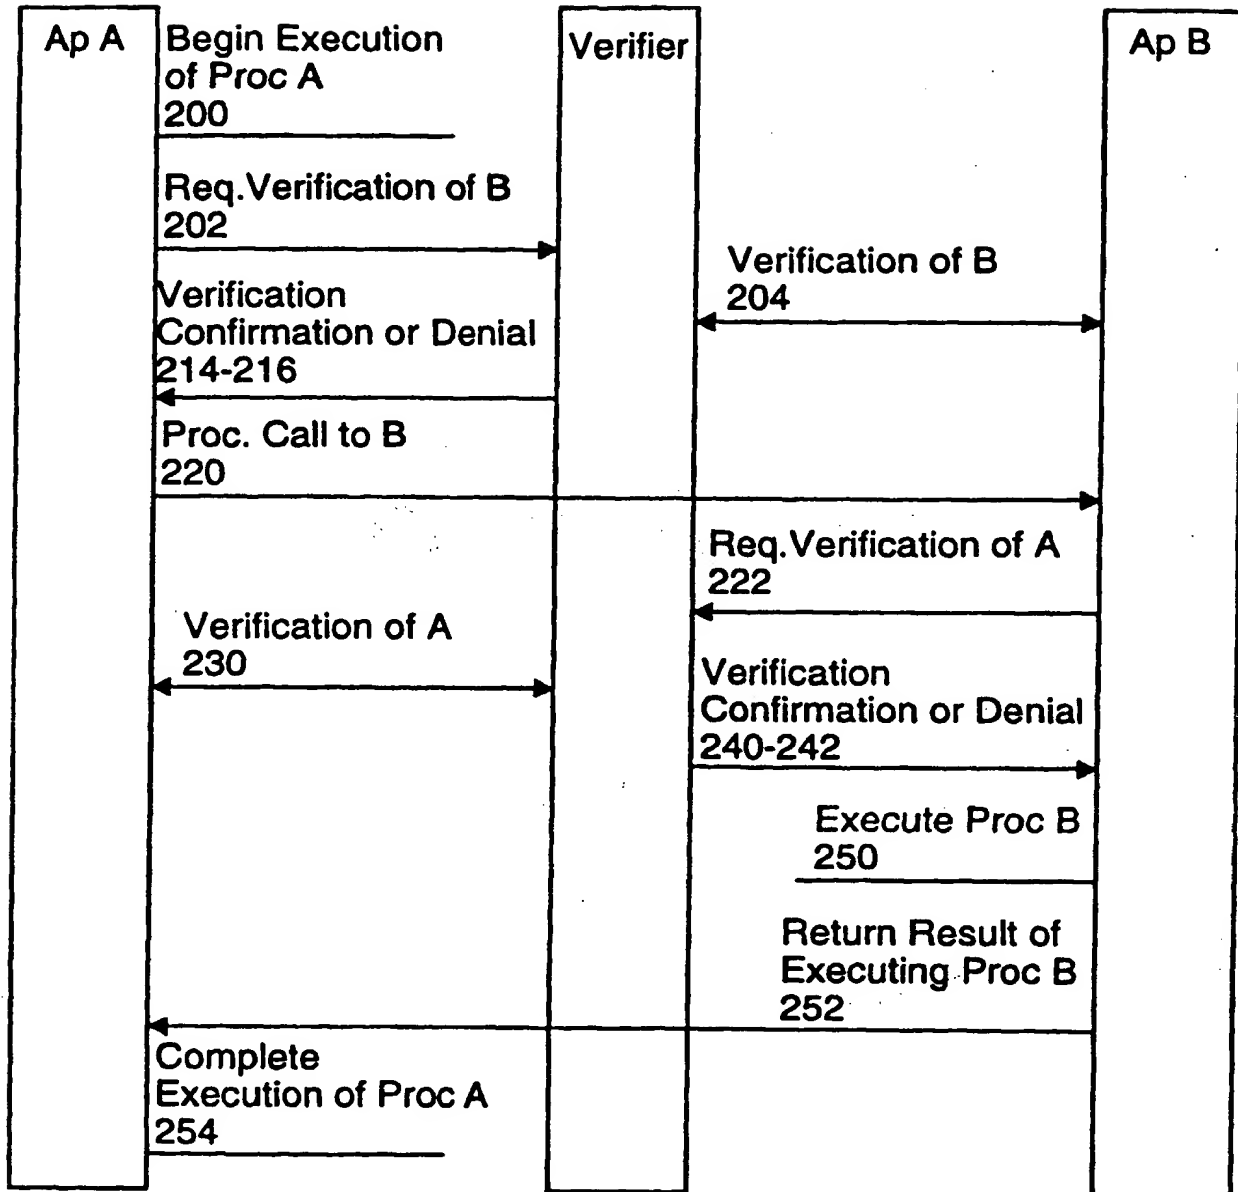 Ap A
Begin Execution
of Proc A
200
Verifier
Ap B
Req.Verification of B
202
Verification of B
204
Verification
Confirmation or Denial
214-216
Proc. Call to B
220
Req.Verification of A
222
Verification of A
230
Verification
Confirmation or Denial
240-242
Execute Proc B
250
Return Result of
Executing Proc B
252
Complete
Execution of Proc A
254